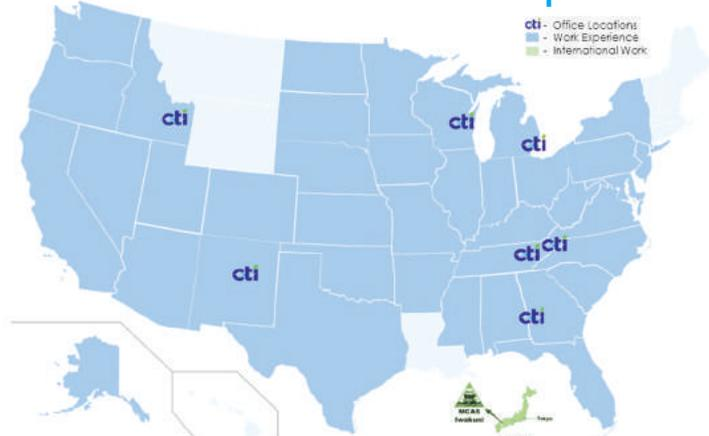 cti - Office Locations
- Work Experience
- International Work
cti
cti
cti
cti
cti
cti
cti
MCAS
Iwakuni
Tokyo